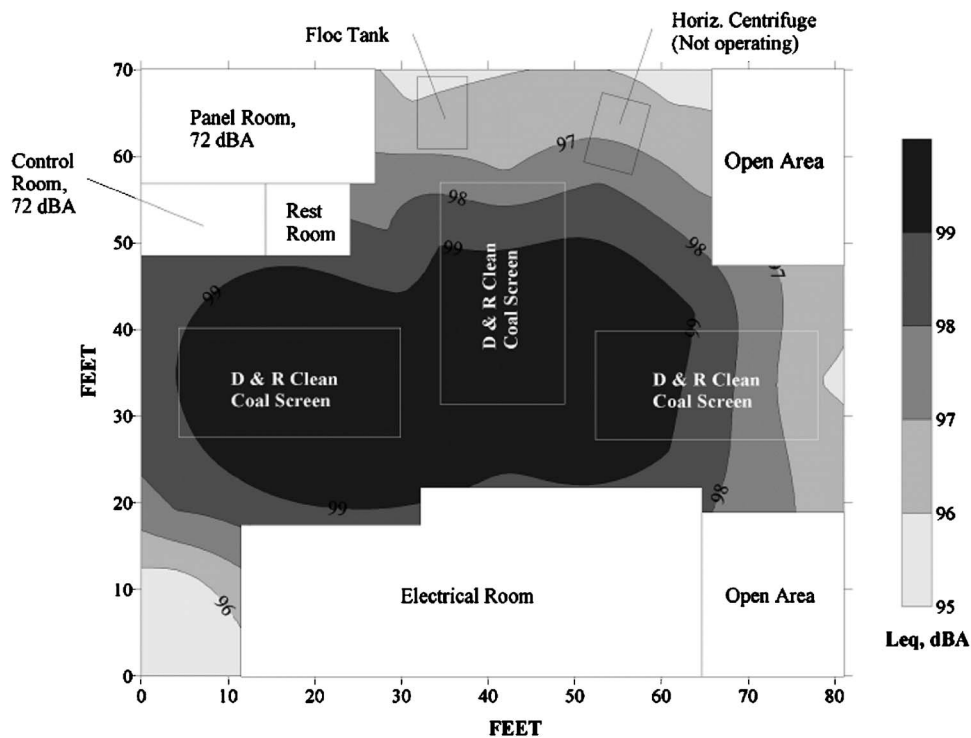 Horiz. Centrifuge
(Not operating)
Floc Tank
70
60
50
40
30
20
10
0
FEET
Panel Room,
72 dBA
Control
Room,
72 dBA
Rest
Room
Open Area
97
98
99
98
97
99
99
99
98
96
D & R Clean
Coal Screen
D & R Clean
Coal Screen
D & R Clean
Coal Screen
Electrical Room
Open Area
0
10
20
30
40
50
60
70
80
FEET
99
98
97
96
95
Leq, dBA